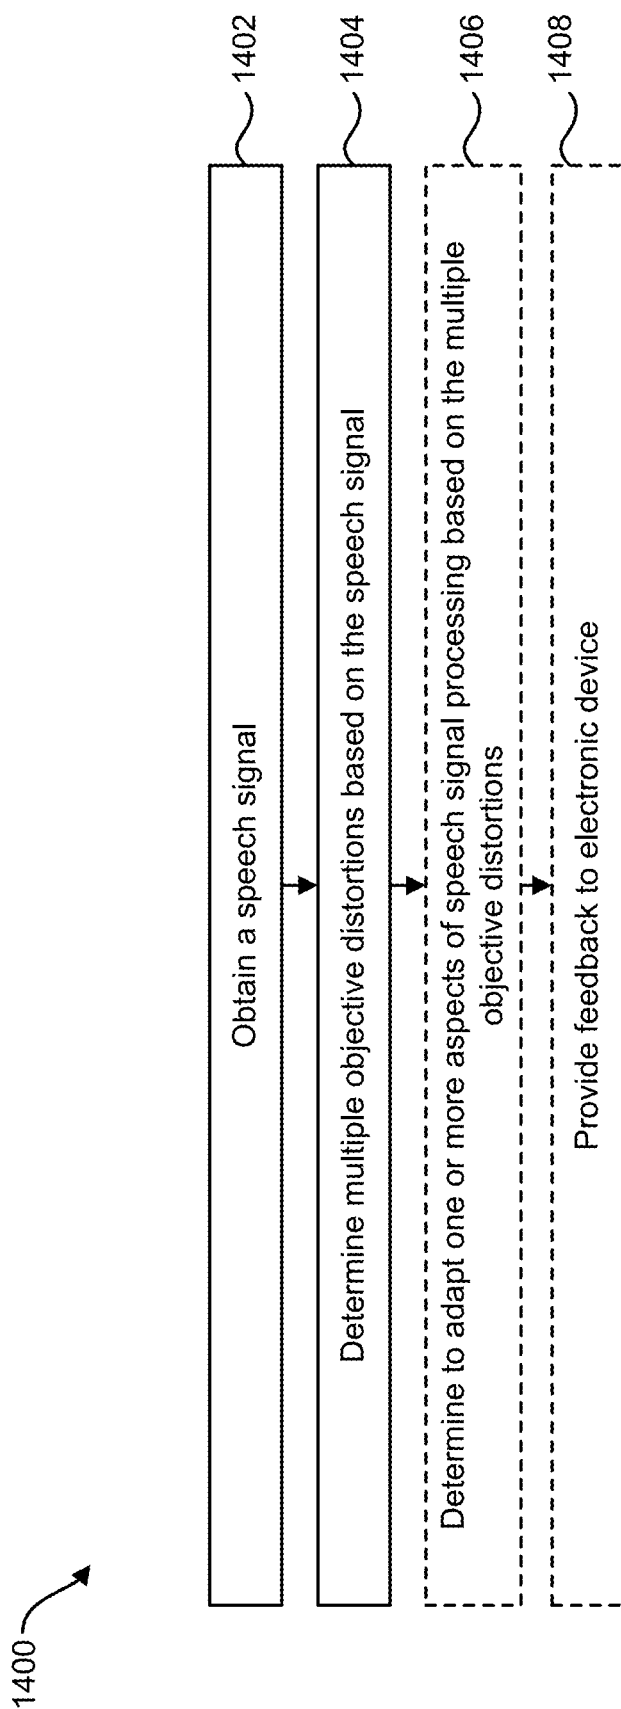 1400
Obtain a speech signal
1402
Determine multiple objective distortions based on the speech signal
1404
Determine to adapt one or more aspects of speech signal processing based on the multiple
objective distortions
1406
Provide feedback to electronic device
1408